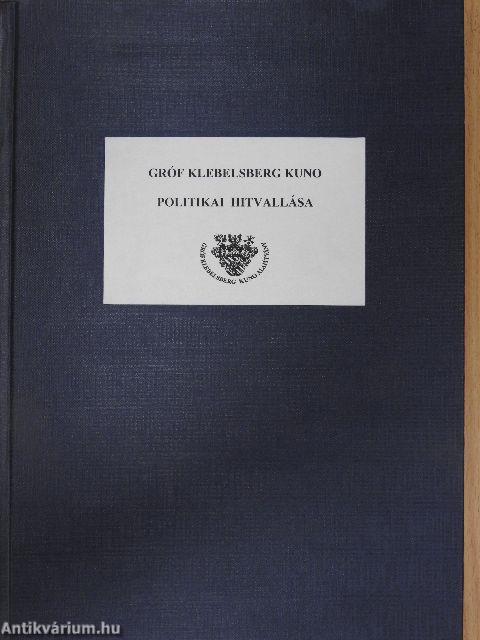 GRÓF KLEBELSBERG KUNO
POLITIKAI HITVALLÁSA
GRÓF KLEBELSBERG KUNO ALAPÍTVÁNY
Antikvárium.hu